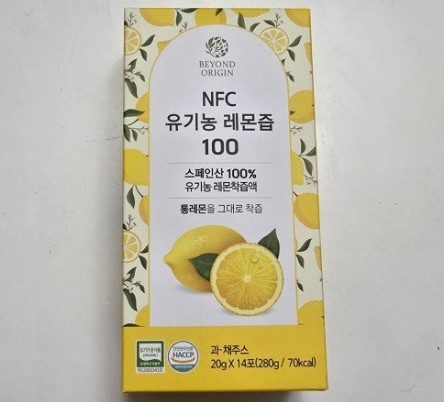 BEYOND
ORIGIN
NFC
유기농 레몬즙
100
스페인산 100%
유기농 레몬착즙액
통레몬을 그대로 착즙
HACCP
과·채주스
20g X 14포(280g / 70kcal)